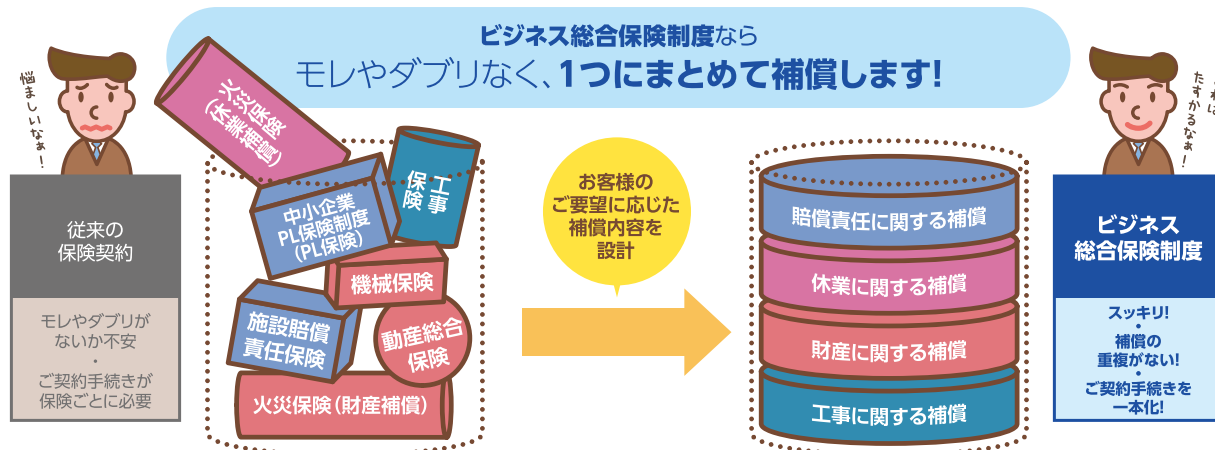 ビジネス総合保険制度なら
モレやダブりなく、1つにまとめて補償します!
悩ましいなぁ!
従来の
保険契約
モレやダブりが
ないか不安
・
ご契約手続きが
保険ごとに必要
火災保険
(休業補償)
工事
保険
中小企業
PL保険制度
(PL保険)
機械保険
施設賠償
責任保険
動産総合
保険
火災保険(財産補償)
お客様の
ご要望に応じた
補償内容を
設計
賠償責任に関する補償
休業に関する補償
財産に関する補償
工事に関する補償
たすかるなぁ!
ビジネス
総合保険制度
スッキリ!
・
補償の
重複がない!
・
ご契約手続きを
一本化!